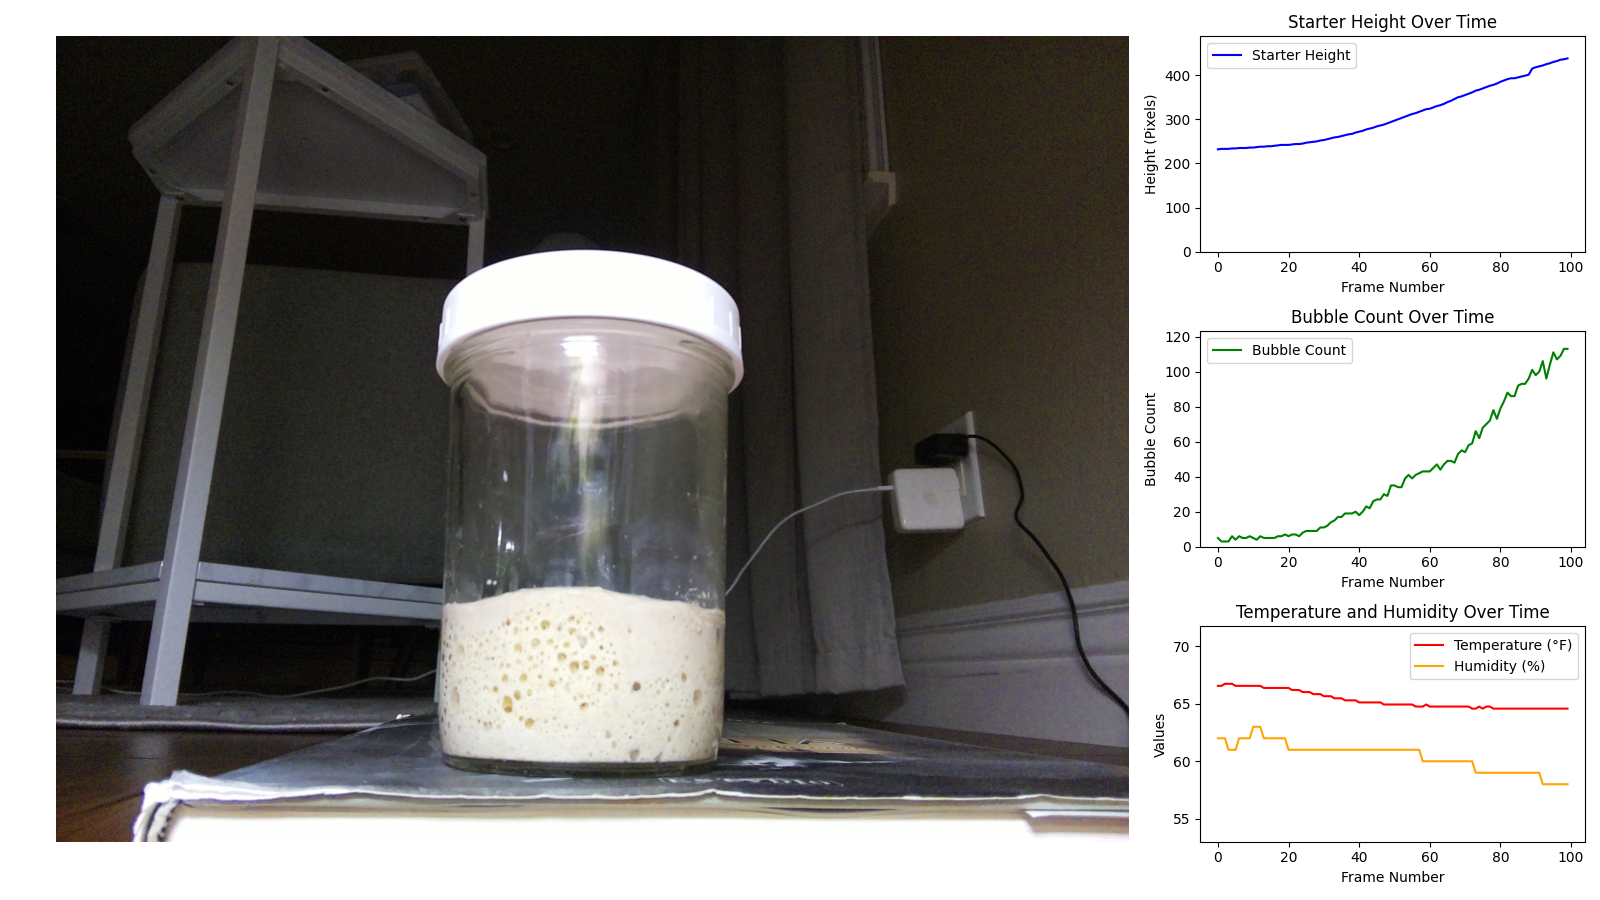 Starter Height Over Time
Starter Height
400
300
200
100
0
Height (Pixels)
0 20 40 60 80 100
Frame Number
Bubble Count Over Time
Bubble Count
120
100
80
60
40
20
0
Bubble Count
0 20 40 60 80 100
Frame Number
Temperature and Humidity Over Time
Temperature (°F)
Humidity (%)
70
65
60
55
Values
0 20 40 60 80 100
Frame Number